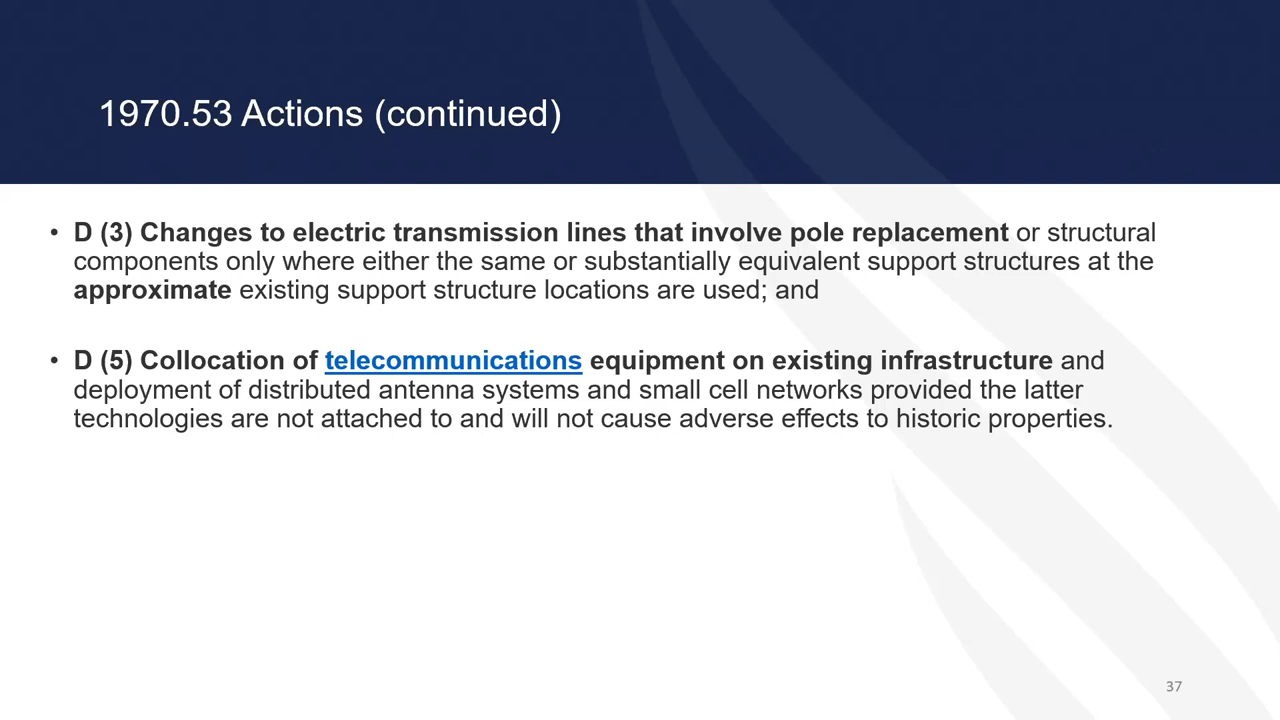 1970.53 Actions (continued)
• D (3) Changes to electric transmission lines that involve pole replacement or structural
components only where either the same or substantially equivalent support structures at the
approximate existing support structure locations are used; and
• D (5) Collocation of telecommunications equipment on existing infrastructure and
deployment of distributed antenna systems and small cell networks provided the latter
technologies are not attached to and will not cause adverse effects to historic properties.
37